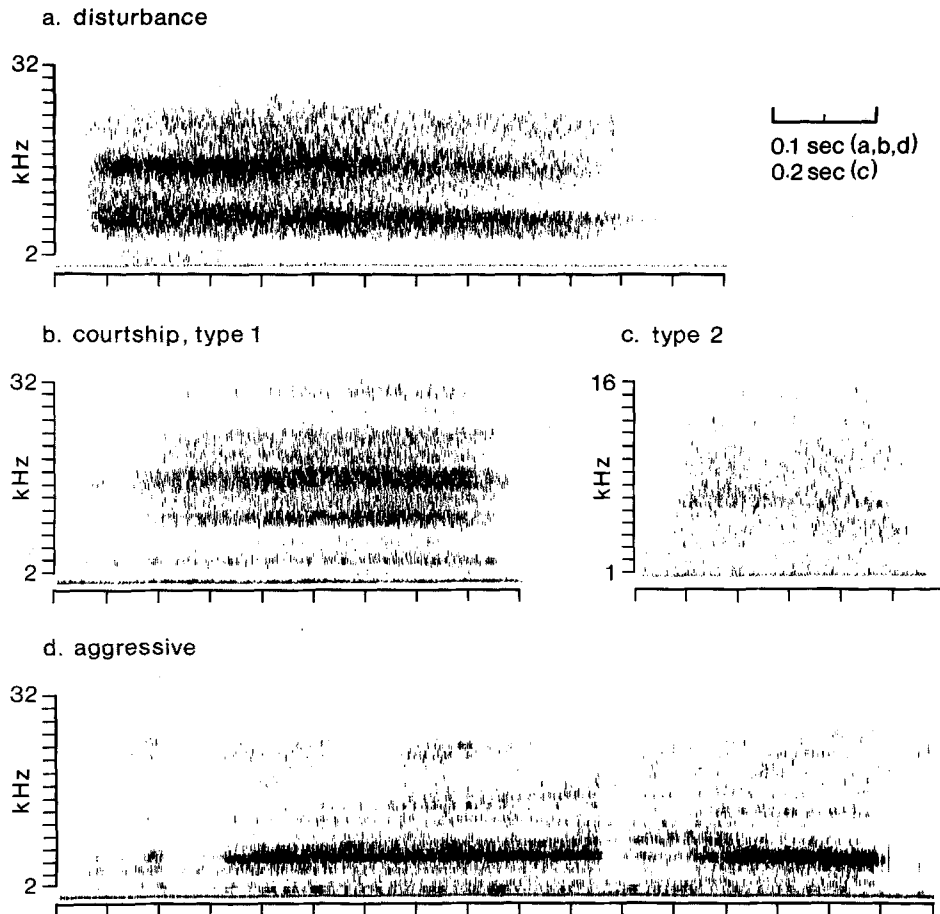 a. disturbance
32
kHz
2
0.1 sec (a,b,d)
0.2 sec (c)
b. courtship, type 1
32
kHz
2
c. type 2
16
kHz
1
d. aggressive
32
kHz
2